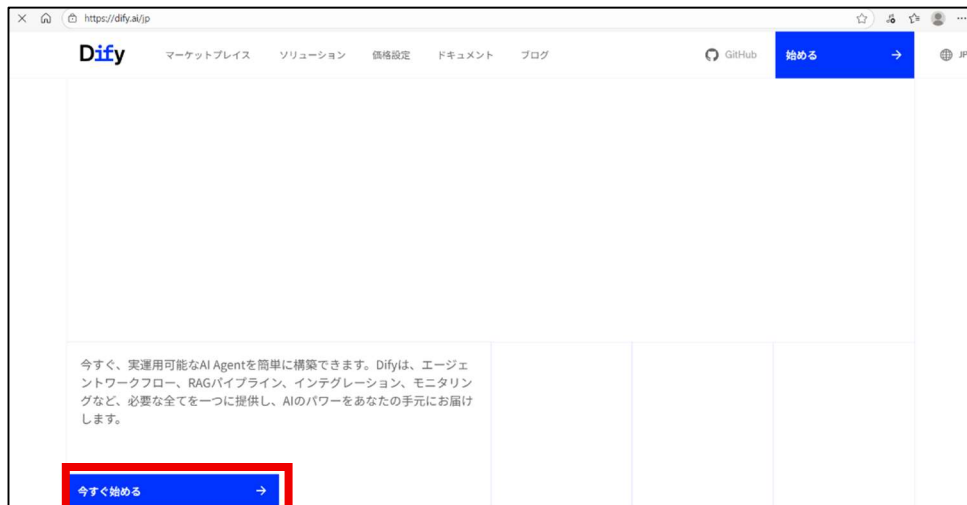 https://dify.ai/jp
Dify マーケットプレイス ソリューション 価格設定 ドキュメント ブログ GitHub 始める → JP
今すぐ、実運用可能なAI Agentを簡単に構築できます。Difyは、エージェ
ントワークフロー、RAGパイプライン、インテグレーション、モニタリン
グなど、必要な全てを一つに提供し、AIのパワーをあなたの手元にお届け
します。
今すぐ始める →